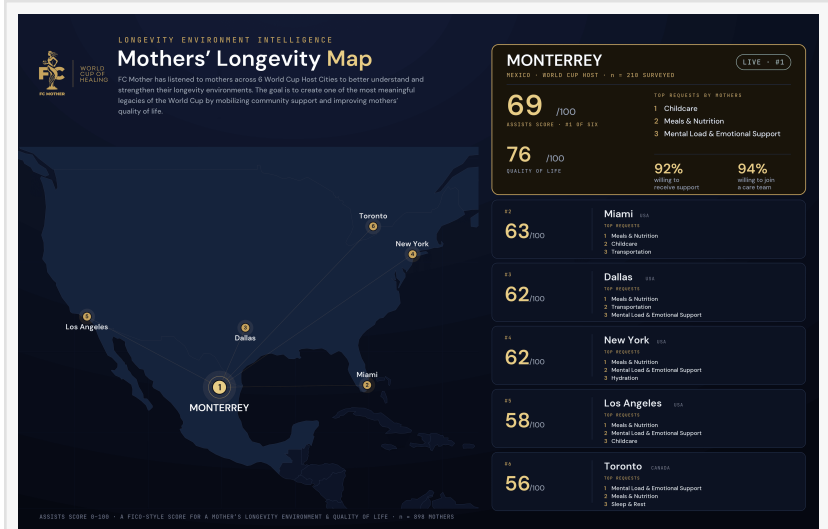 LONGEVITY ENVIRONMENT INTELLIGENCE
Mothers' Longevity Map
FC
FC MOTHER
WORLD
CUP OF
HEALING
FC Mother has listened to mothers across 6 World Cup Host Cities to better understand and
strengthen their longevity environments. The goal is to create one of the most meaningful
legacies of the World Cup by mobilizing community support and improving mothers'
quality of life.
Toronto
6
New York
4
5
Los Angeles
3
Dallas
Miami
2
1
MONTERREY
ASSISTS SCORE 0-100 · A FICO-STYLE SCORE FOR A MOTHER'S LONGEVITY ENVIRONMENT & QUALITY OF LIFE · n = 898 MOTHERS
MONTERREY
LIVE · #1
MEXICO · WORLD CUP HOST · n = 210 SURVEYED
69 /100
ASSISTS SCORE · #1 OF SIX
76 /100
QUALITY OF LIFE
TOP REQUESTS BY MOTHERS
1 Childcare
2 Meals & Nutrition
3 Mental Load & Emotional Support
92%
willing to
receive support
94%
willing to join
a care team
#2
63/100
Miami USA
TOP REQUESTS
1 Meals & Nutrition
2 Childcare
3 Transportation
#3
62/100
Dallas USA
TOP REQUESTS
1 Meals & Nutrition
2 Transportation
3 Mental Load & Emotional Support
#4
62/100
New York USA
TOP REQUESTS
1 Meals & Nutrition
2 Mental Load & Emotional Support
3 Hydration
#5
58/100
Los Angeles USA
TOP REQUESTS
1 Meals & Nutrition
2 Mental Load & Emotional Support
3 Childcare
#6
56/100
Toronto CANADA
TOP REQUESTS
1 Mental Load & Emotional Support
2 Meals & Nutrition
3 Sleep & Rest